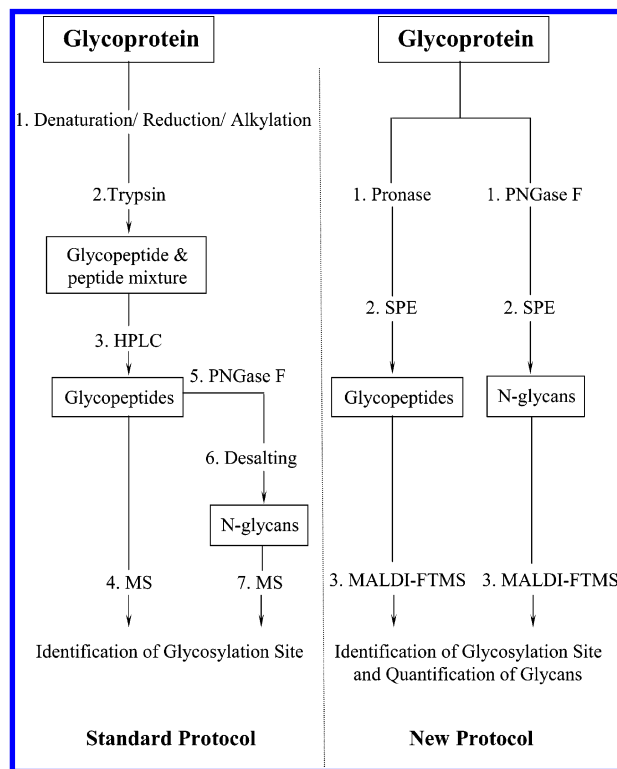 Glycoprotein
1. Denaturation/ Reduction/ Alkylation
2.Trypsin
Glycopeptide &
peptide mixture
3. HPLC
Glycopeptides
5. PNGase F
6. Desalting
N-glycans
4. MS
7. MS
Identification of Glycosylation Site
Standard Protocol
Glycoprotein
1. Pronase
1. PNGase F
2. SPE
2. SPE
Glycopeptides
N-glycans
3. MALDI-FTMS
3. MALDI-FTMS
Identification of Glycosylation Site
and Quantification of Glycans
New Protocol